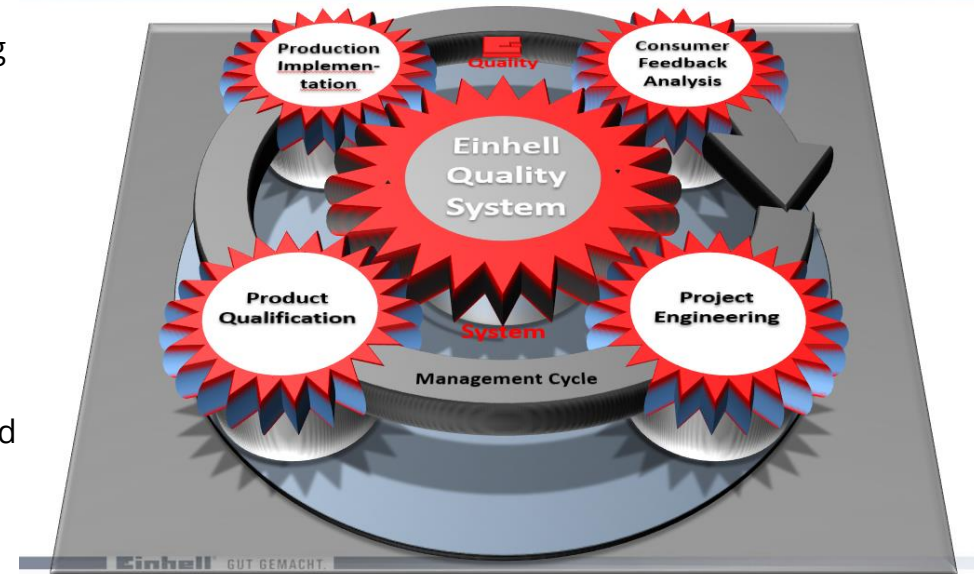 g
Production
Implemen-
tation
Quality
Consumer
Feedback
Analysis
Einhell
Quality
System
Product
Qualification
Project
Engineering
System
Management Cycle
d
Einhell GUT GEMACHT.